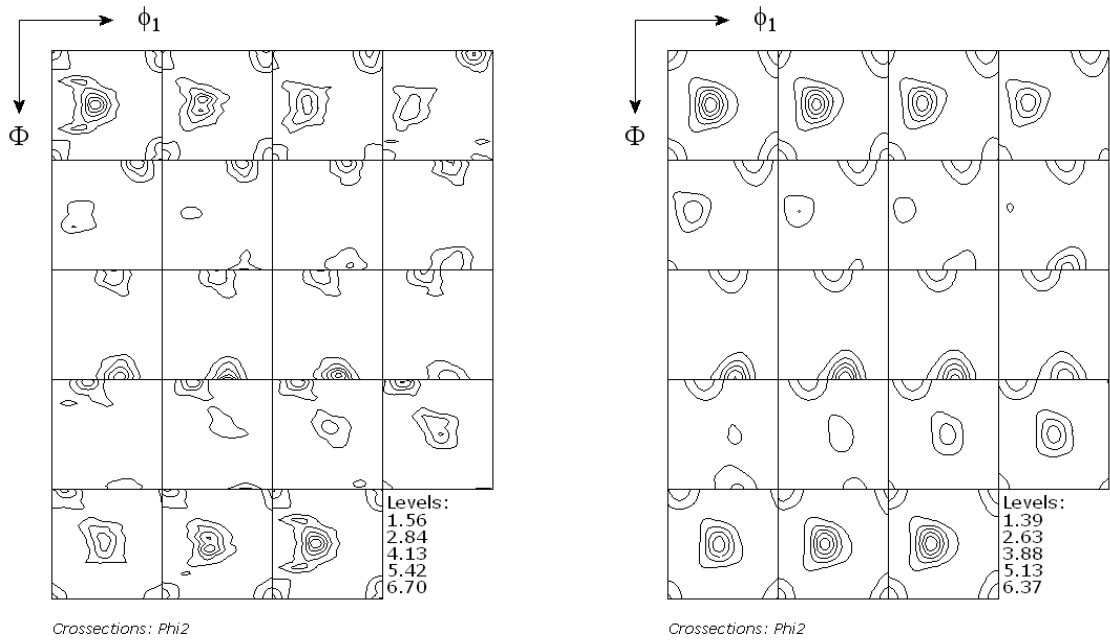 ϕ1
Φ
Levels:
1.56
2.84
4.13
5.42
6.70
Crossections: Phi2
ϕ1
Φ
Levels:
1.39
2.63
3.88
5.13
6.37
Crossections: Phi2